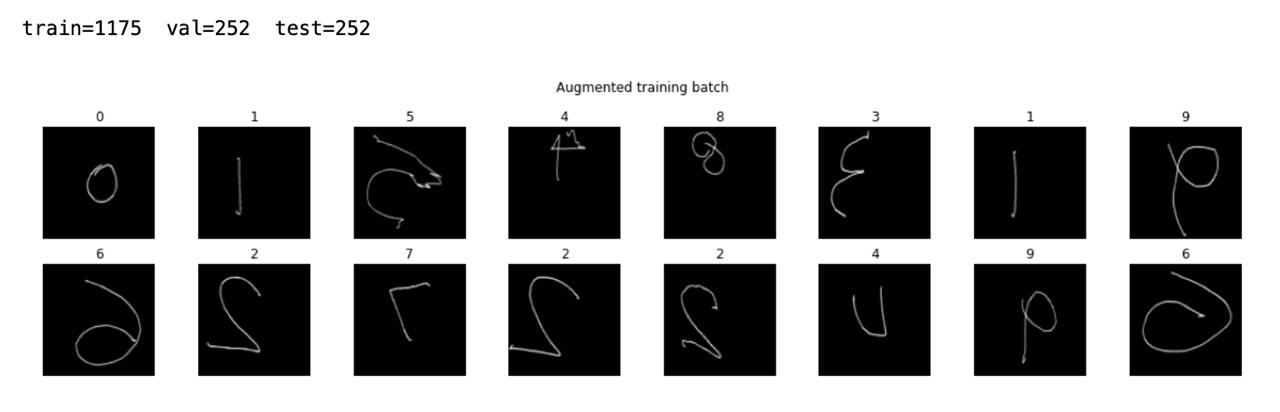 train=1175 val=252 test=252
Augmented training batch
0 1 5 4 8 3 1 9
6 2 7 2 2 4 9 6